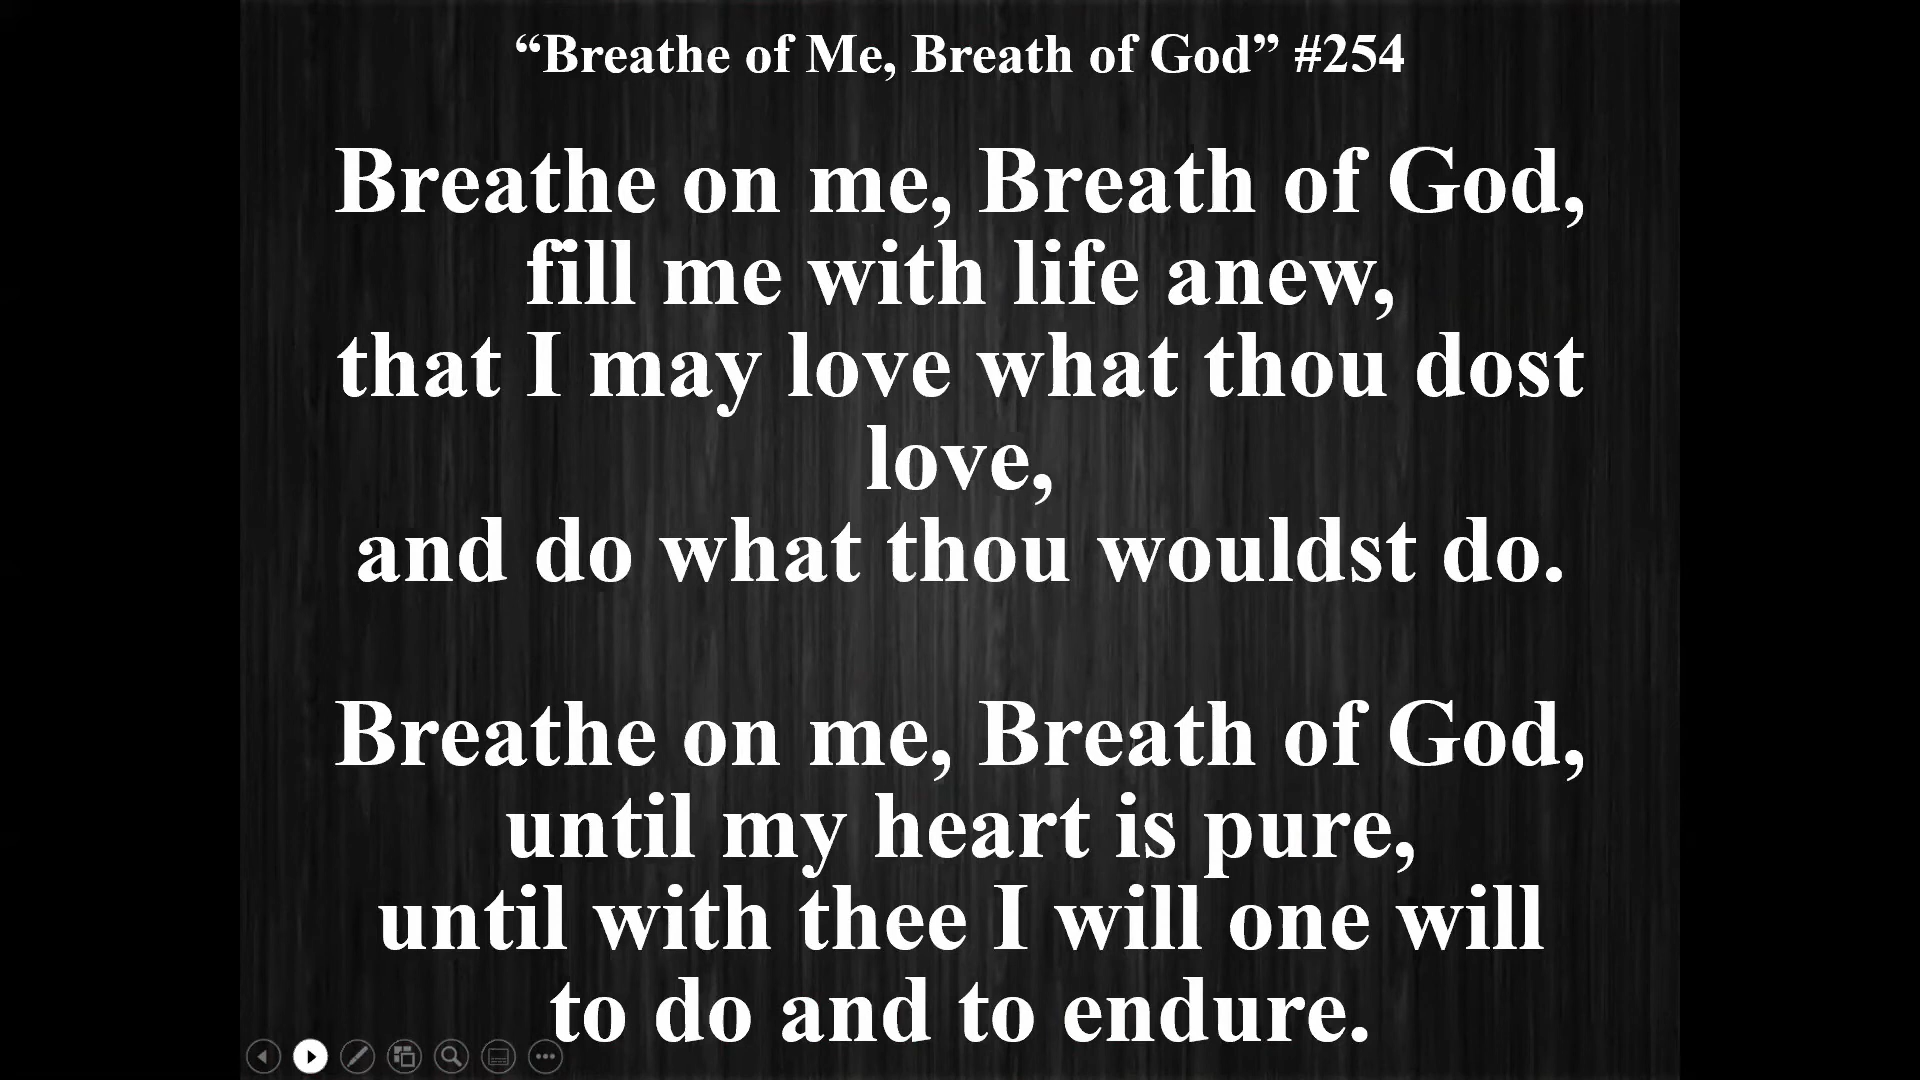 “Breathe of Me, Breath of God” #254
Breathe on me, Breath of God,
fill me with life anew,
that I may love what thou dost
love,
and do what thou wouldst do.
Breathe on me, Breath of God,
until my heart is pure,
until with thee I will one will
to do and to endure.